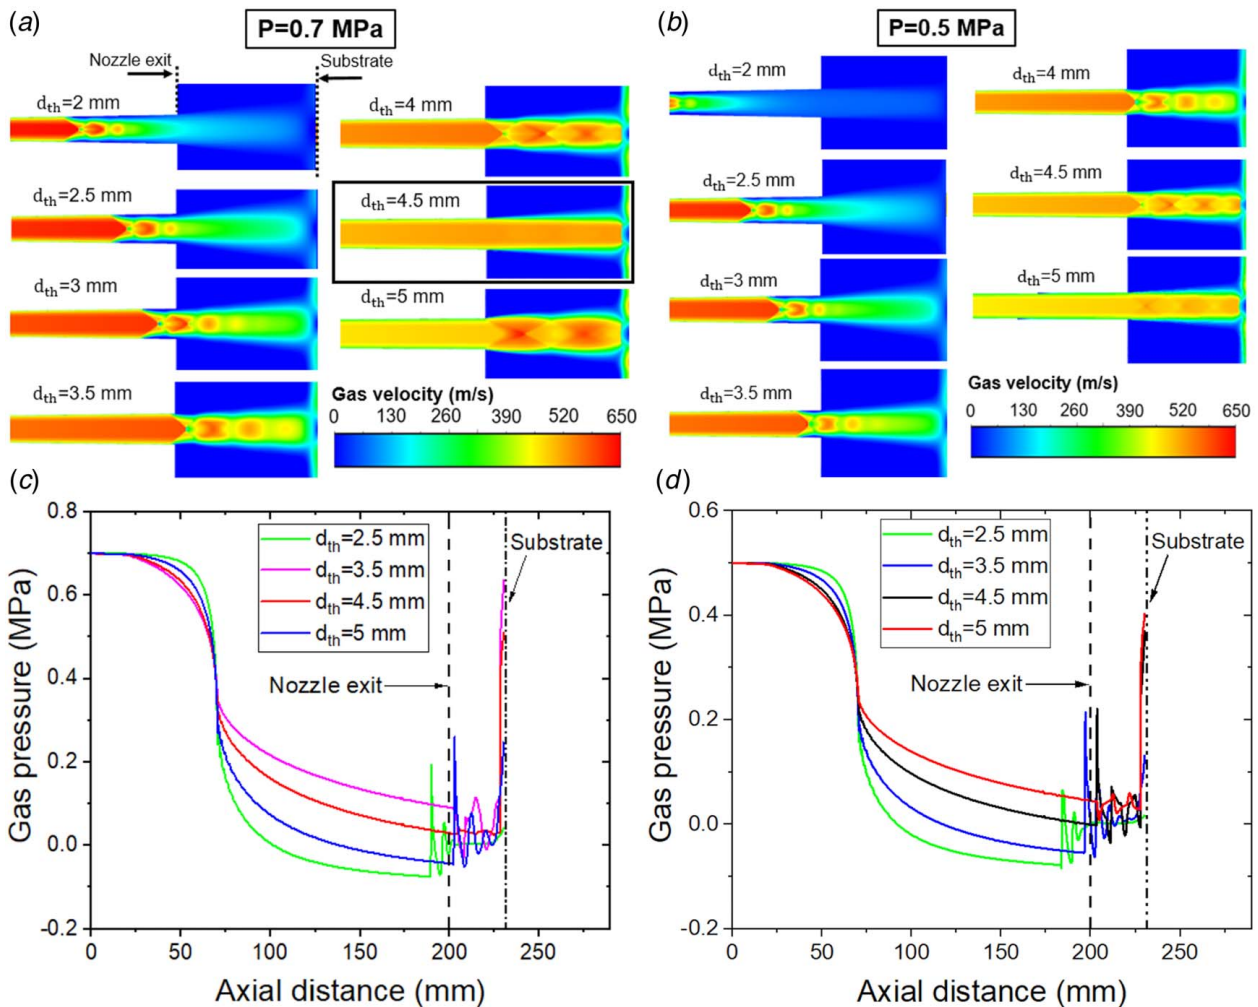 (a)
P=0.7 MPa
Nozzle exit
Substrate
dth=2 mm
dth=2.5 mm
dth=3 mm
dth=3.5 mm
dth=4 mm
dth=4.5 mm
dth=5 mm
Gas velocity (m/s)
0 130 260 390 520 650
(b)
P=0.5 MPa
dth=2 mm
dth=2.5 mm
dth=3 mm
dth=3.5 mm
dth=4 mm
dth=4.5 mm
dth=5 mm
Gas velocity (m/s)
0 130 260 390 520 650
(c)
Gas pressure (MPa)
0.8
0.6
0.4
0.2
0.0
-0.2
dth=2.5 mm
dth=3.5 mm
dth=4.5 mm
dth=5 mm
Substrate
Nozzle exit
0 50 100 150 200 250
Axial distance (mm)
(d)
Gas pressure (MPa)
0.6
0.4
0.2
0.0
-0.2
dth=2.5 mm
dth=3.5 mm
dth=4.5 mm
dth=5 mm
Substrate
Nozzle exit
0 50 100 150 200 250
Axial distance (mm)